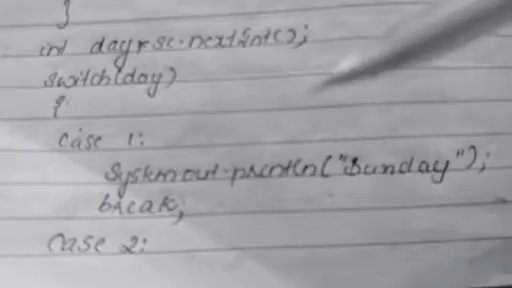 }
int day = sc.nextInt();
switch(day)
{
case 1:
System.out.println("Sunday");
break;
case 2: